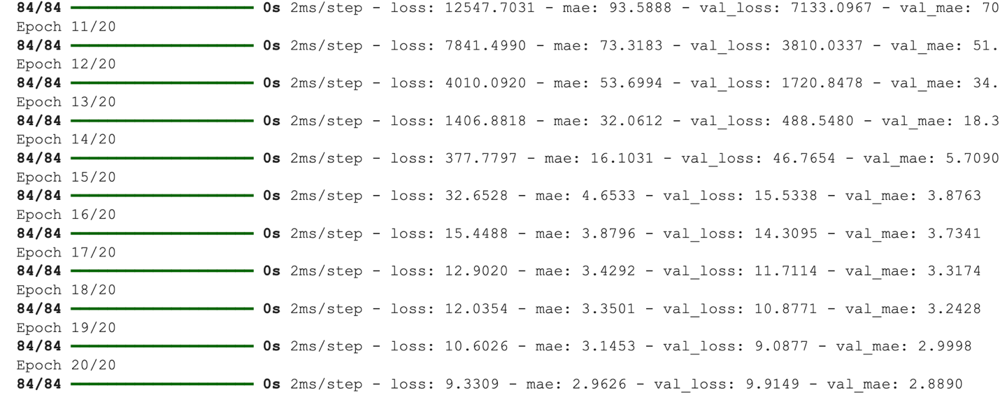 84/84 ━━━━━━━━━━━━━━━━━━━━ 0s 2ms/step - loss: 12547.7031 - mae: 93.5888 - val_loss: 7133.0967 - val_mae: 70
Epoch 11/20
84/84 ━━━━━━━━━━━━━━━━━━━━ 0s 2ms/step - loss: 7841.4990 - mae: 73.3183 - val_loss: 3810.0337 - val_mae: 51.
Epoch 12/20
84/84 ━━━━━━━━━━━━━━━━━━━━ 0s 2ms/step - loss: 4010.0920 - mae: 53.6994 - val_loss: 1720.8478 - val_mae: 34.
Epoch 13/20
84/84 ━━━━━━━━━━━━━━━━━━━━ 0s 2ms/step - loss: 1406.8818 - mae: 32.0612 - val_loss: 488.5480 - val_mae: 18.3
Epoch 14/20
84/84 ━━━━━━━━━━━━━━━━━━━━ 0s 2ms/step - loss: 377.7797 - mae: 16.1031 - val_loss: 46.7654 - val_mae: 5.7090
Epoch 15/20
84/84 ━━━━━━━━━━━━━━━━━━━━ 0s 2ms/step - loss: 32.6528 - mae: 4.6533 - val_loss: 15.5338 - val_mae: 3.8763
Epoch 16/20
84/84 ━━━━━━━━━━━━━━━━━━━━ 0s 2ms/step - loss: 15.4488 - mae: 3.8796 - val_loss: 14.3095 - val_mae: 3.7341
Epoch 17/20
84/84 ━━━━━━━━━━━━━━━━━━━━ 0s 2ms/step - loss: 12.9020 - mae: 3.4292 - val_loss: 11.7114 - val_mae: 3.3174
Epoch 18/20
84/84 ━━━━━━━━━━━━━━━━━━━━ 0s 2ms/step - loss: 12.0354 - mae: 3.3501 - val_loss: 10.8771 - val_mae: 3.2428
Epoch 19/20
84/84 ━━━━━━━━━━━━━━━━━━━━ 0s 2ms/step - loss: 10.6026 - mae: 3.1453 - val_loss: 9.0877 - val_mae: 2.9998
Epoch 20/20
84/84 ━━━━━━━━━━━━━━━━━━━━ 0s 2ms/step - loss: 9.3309 - mae: 2.9626 - val_loss: 9.9149 - val_mae: 2.8890